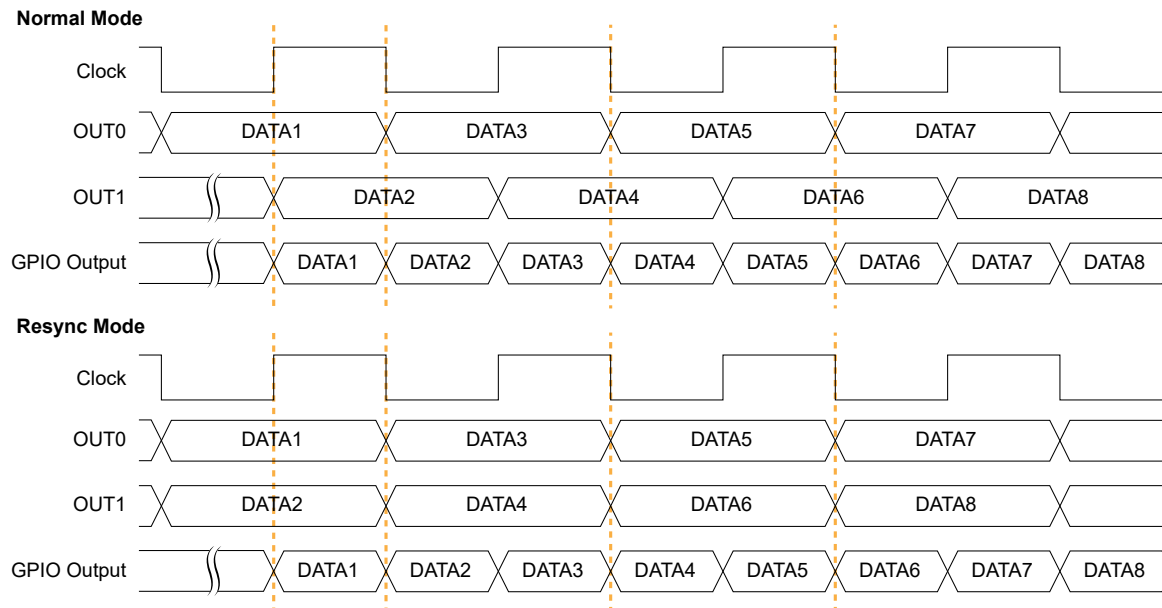 Normal Mode
Clock
OUT0 DATA1 DATA3 DATA5 DATA7
OUT1 DATA2 DATA4 DATA6 DATA8
GPIO Output DATA1 DATA2 DATA3 DATA4 DATA5 DATA6 DATA7 DATA8
Resync Mode
Clock
OUT0 DATA1 DATA3 DATA5 DATA7
OUT1 DATA2 DATA4 DATA6 DATA8
GPIO Output DATA1 DATA2 DATA3 DATA4 DATA5 DATA6 DATA7 DATA8